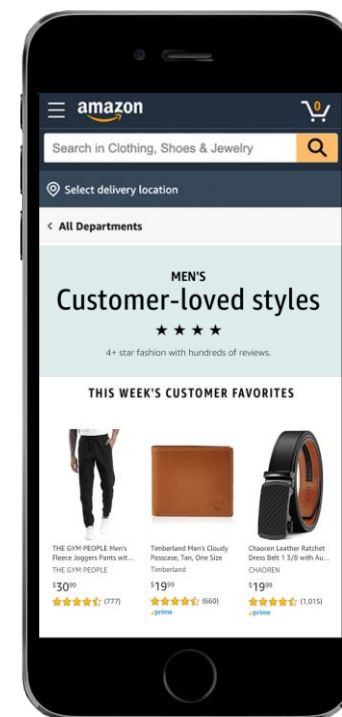 amazon
0
Search in Clothing, Shoes & Jewelry
Select delivery location
< All Departments
MEN'S
Customer-loved styles
★ ★ ★ ★
4+ star fashion with hundreds of reviews.
THIS WEEK'S CUSTOMER FAVORITES
THE GYM PEOPLE Men's
Fleece Joggers Pants wit...
THE GYM PEOPLE
$30⁹⁹
(777)
Timberland Men's Cloudy
Passcase, Tan, One Size
Timberland
$19⁹⁹
(660)
prime
Chaoren Leather Ratchet
Dress Belt 1 3/8 with Au...
CHAOREN
$19⁹⁹
(1,015)
prime